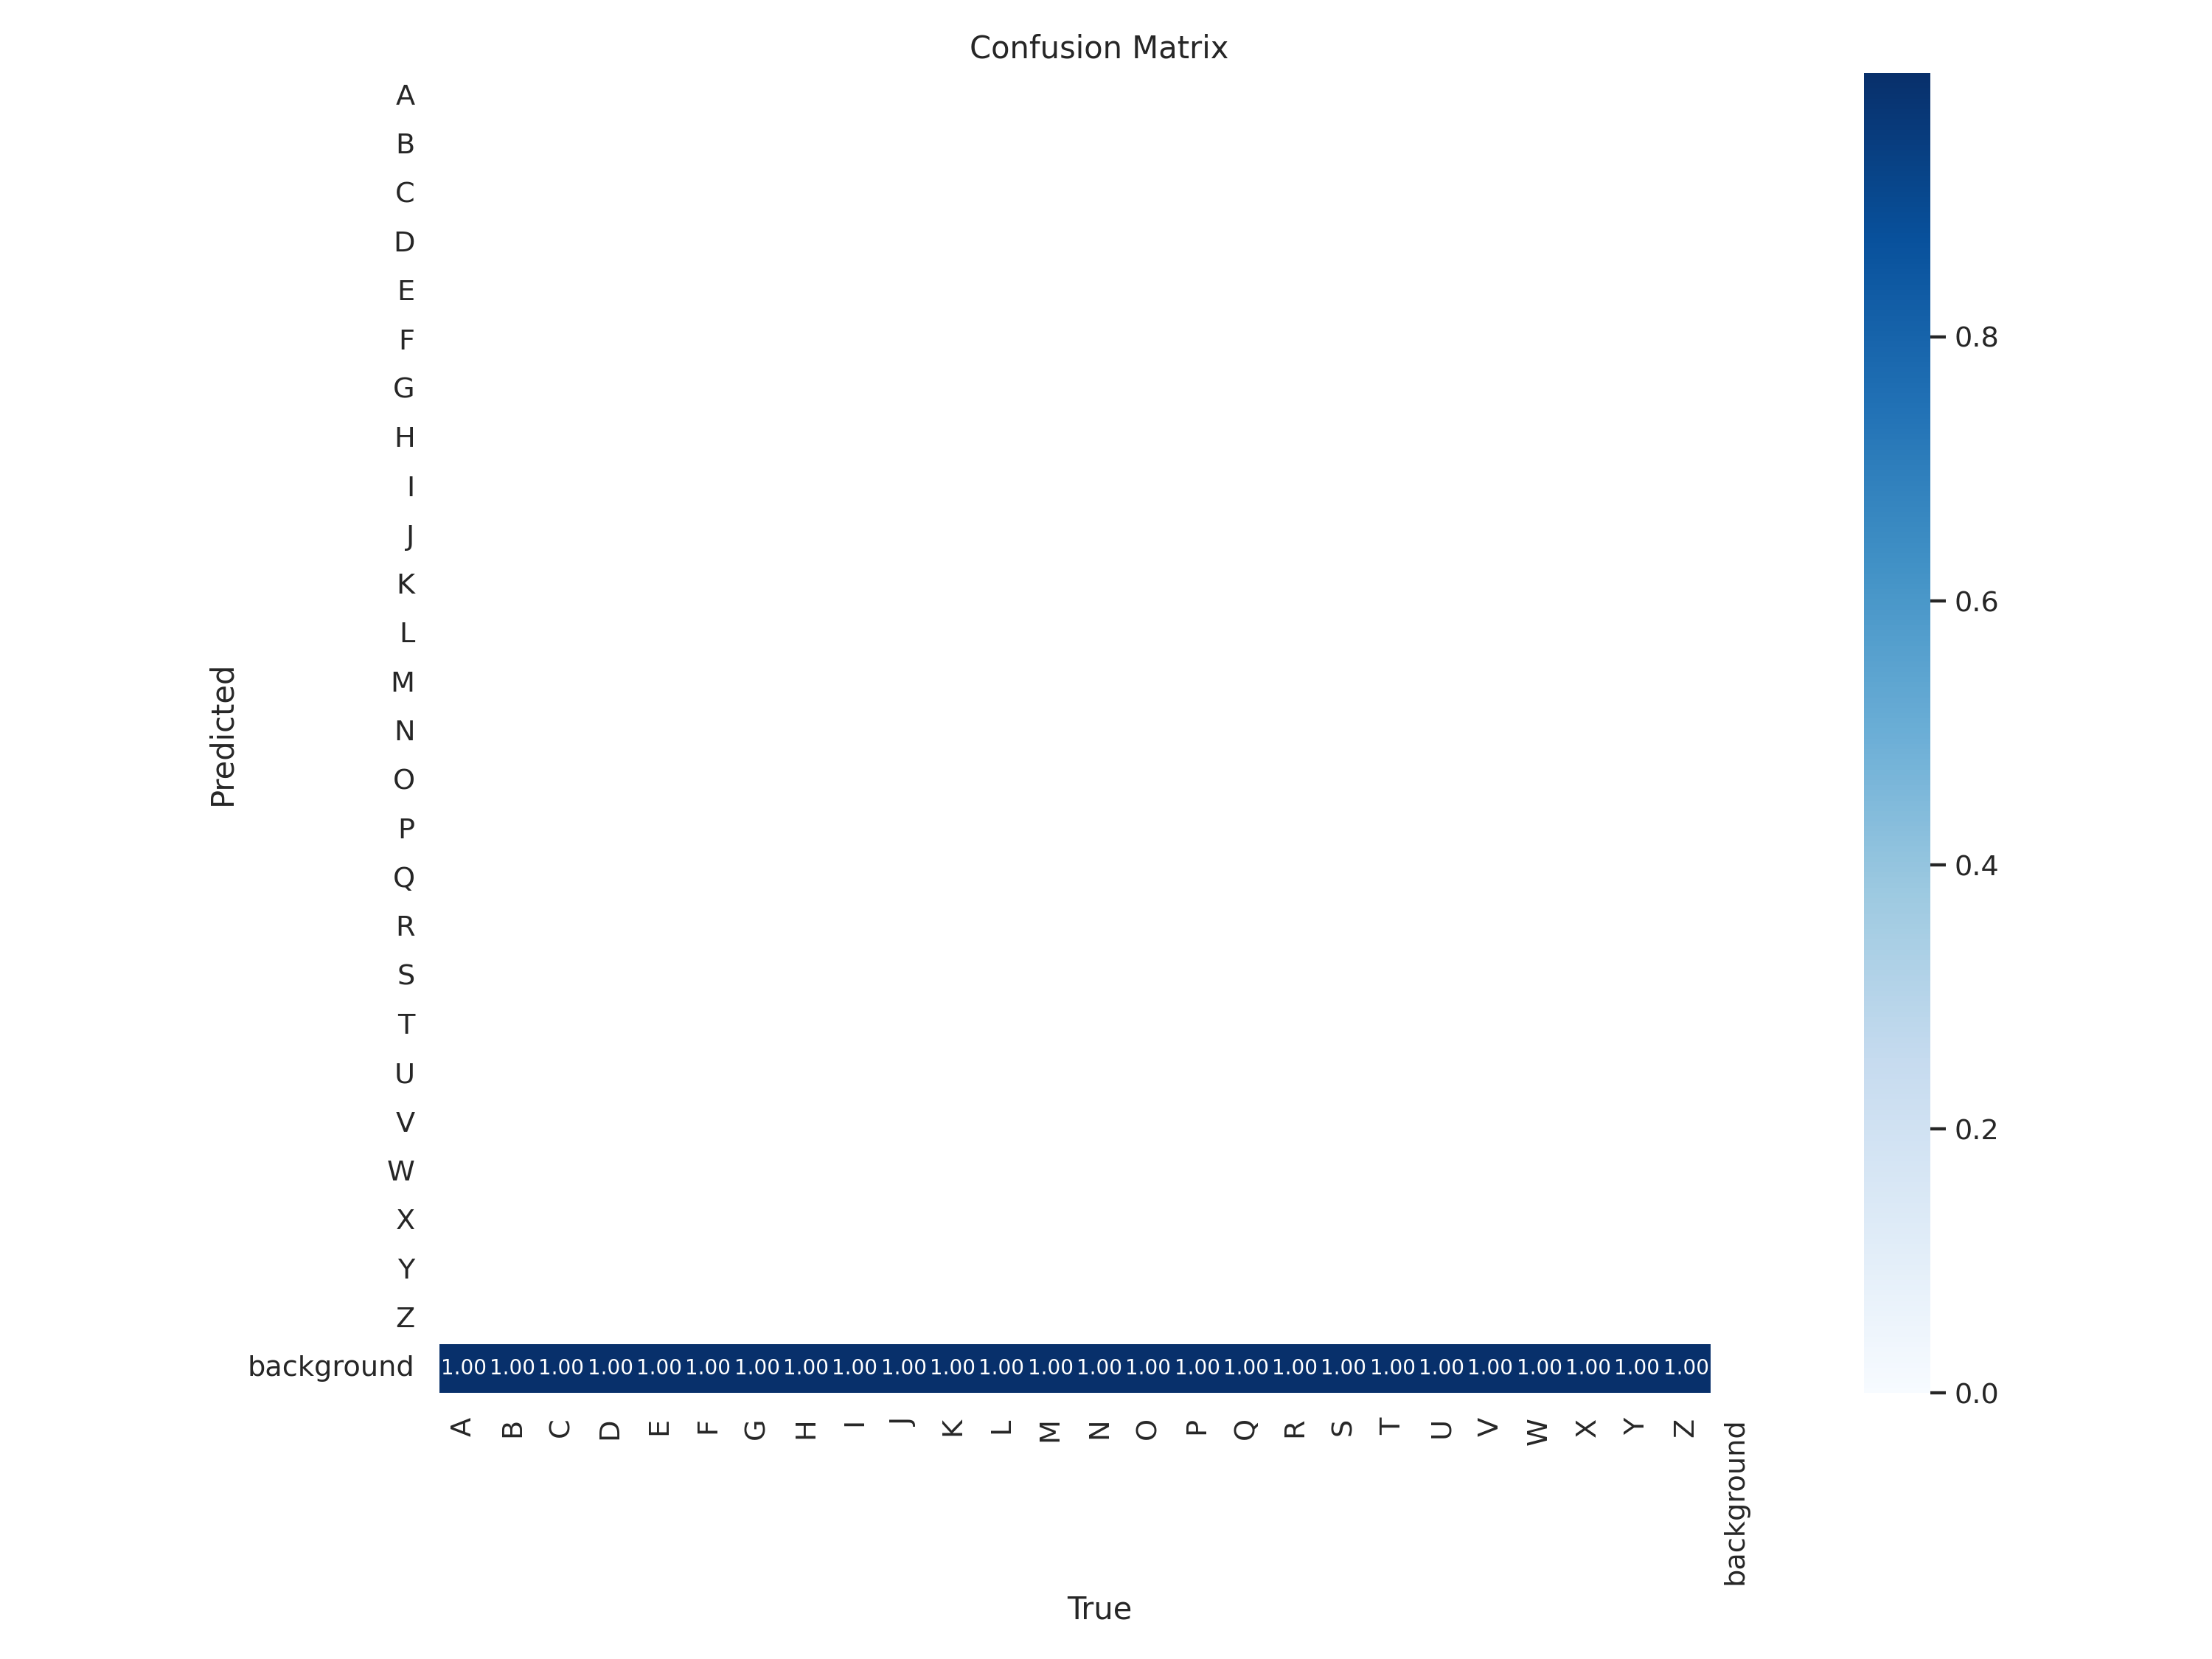 Confusion Matrix
A
B
C
D
E
F
G
H
I
J
K
L
M
N
O
P
Q
R
S
T
U
V
W
X
Y
Z
background
Predicted
1.00 1.00 1.00 1.00 1.00 1.00 1.00 1.00 1.00 1.00 1.00 1.00 1.00 1.00 1.00 1.00 1.00 1.00 1.00 1.00 1.00 1.00 1.00 1.00 1.00 1.00
A B C D E F G H I J K L M N O P Q R S T U V W X Y Z background
True
0.8
0.6
0.4
0.2
0.0